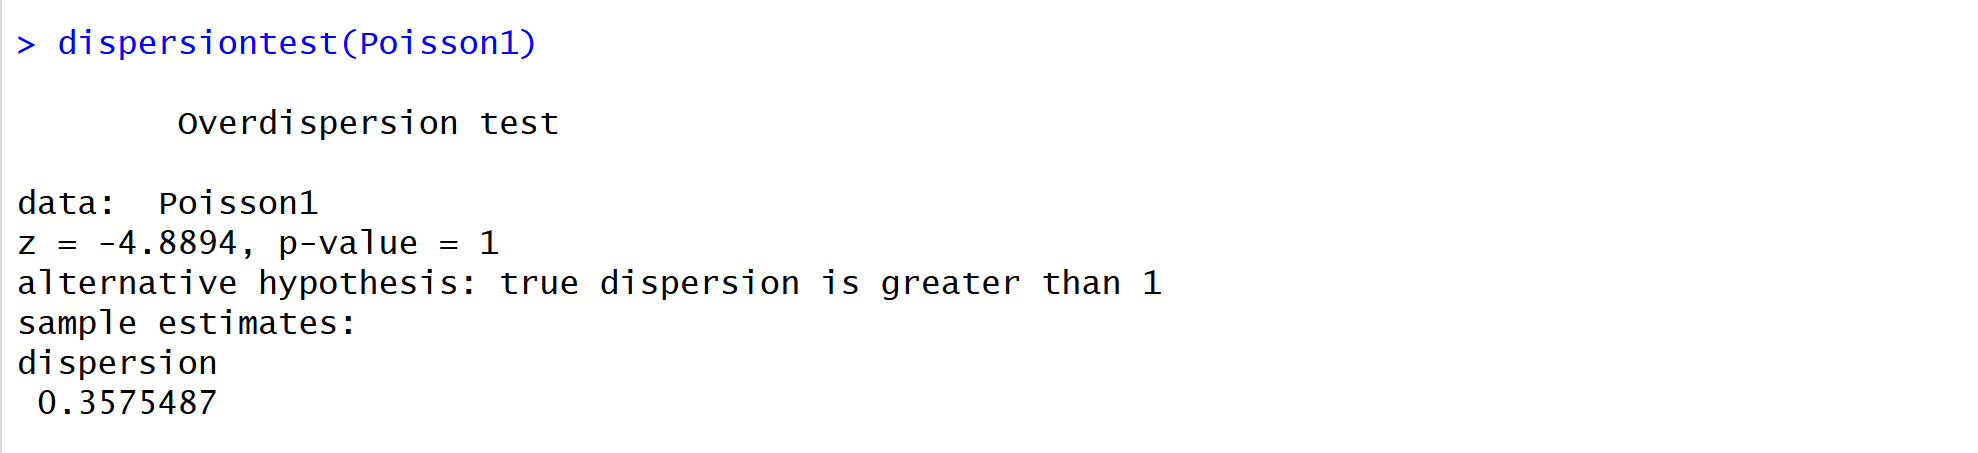 > dispersiontest(Poisson1)
Overdispersion test
data:  Poisson1
z = -4.8894, p-value = 1
alternative hypothesis: true dispersion is greater than 1
sample estimates:
dispersion
0.3575487